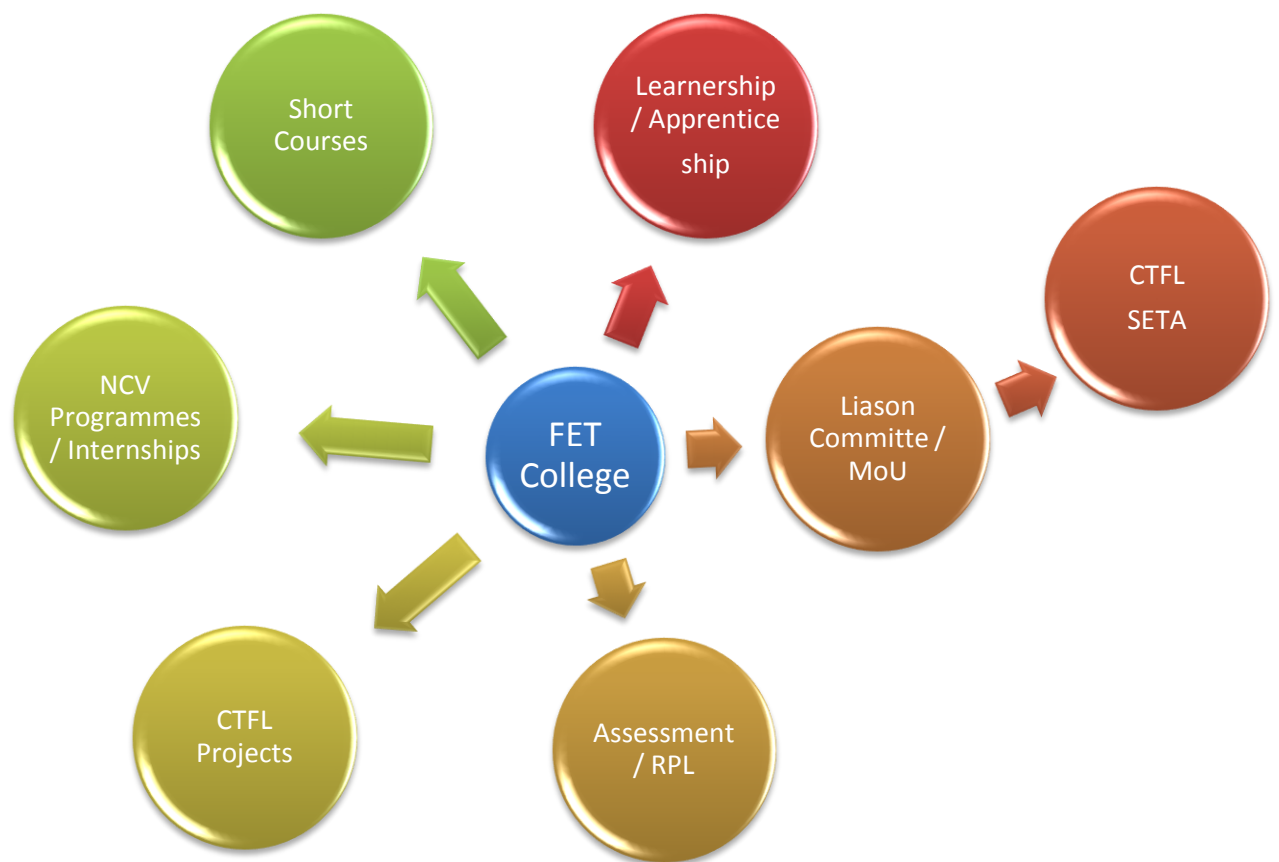 Short
Courses
Learnership
/ Apprentice
ship
CTFL
SETA
NCV
Programmes
/ Internships
FET
College
Liason
Committe /
MoU
CTFL
Projects
Assessment
/ RPL